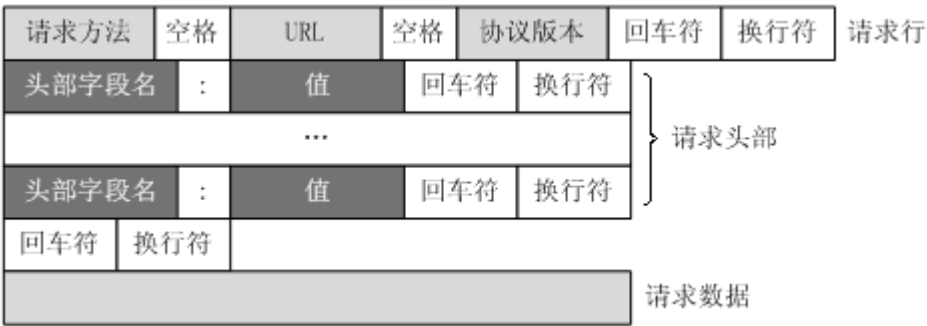 请求方法 空格 URL 空格 协议版本 回车符 换行符 请求行
头部字段名 : 值 回车符 换行符
... 请求头部
头部字段名 : 值 回车符 换行符
回车符 换行符
请求数据